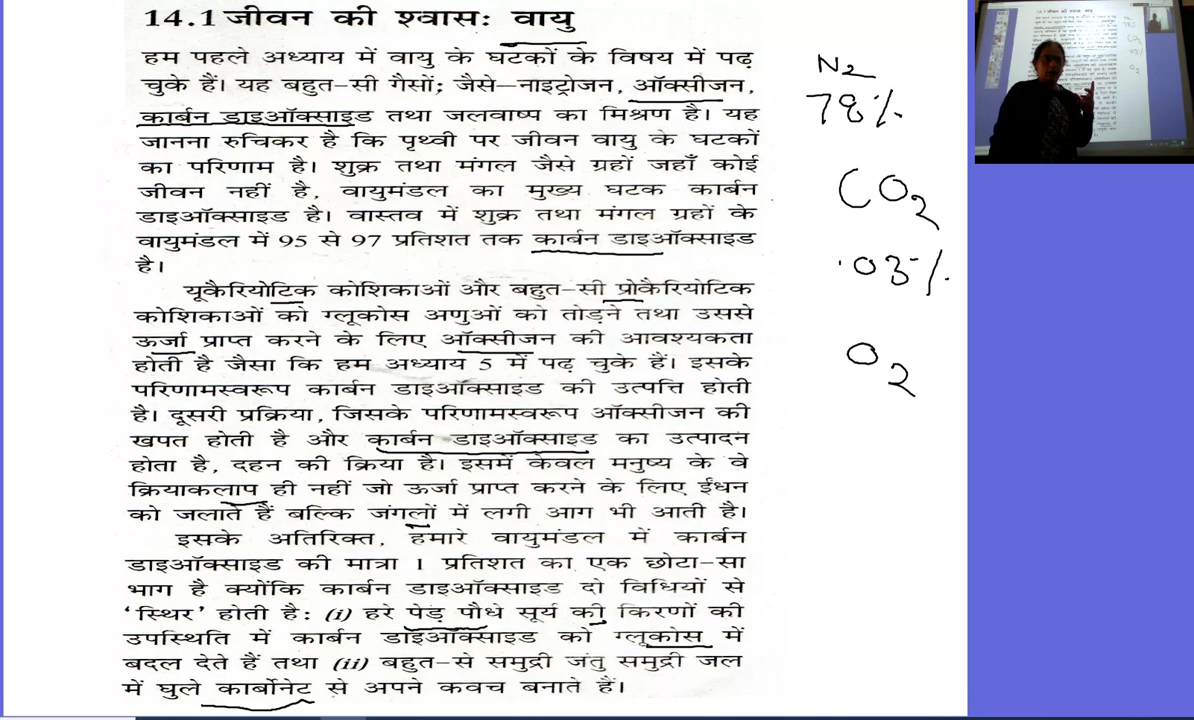 14.1 जीवन की श्वासः वायु
हम पहले अध्याय में वायु के घटकों के विषय में पढ़
चुके हैं। यह बहुत-सी गैसों; जैसे-नाइट्रोजन, ऑक्सीजन,
कार्बन डाइऑक्साइड तथा जलवाष्प का मिश्रण है। यह
जानना रुचिकर है कि पृथ्वी पर जीवन वायु के घटकों
का परिणाम है। शुक्र तथा मंगल जैसे ग्रहों जहाँ कोई
जीवन नहीं है, वायुमंडल का मुख्य घटक कार्बन
डाइऑक्साइड है। वास्तव में शुक्र तथा मंगल ग्रहों के
वायुमंडल में 95 से 97 प्रतिशत तक कार्बन डाइऑक्साइड
है।
यूकैरियोटिक कोशिकाओं और बहुत-सी प्रोकैरियोटिक
कोशिकाओं को ग्लूकोस अणुओं को तोड़ने तथा उससे
ऊर्जा प्राप्त करने के लिए ऑक्सीजन की आवश्यकता
होती है जैसा कि हम अध्याय 5 में पढ़ चुके हैं। इसके
परिणामस्वरूप कार्बन डाइऑक्साइड की उत्पत्ति होती
है। दूसरी प्रक्रिया, जिसके परिणामस्वरूप ऑक्सीजन की
खपत होती है और कार्बन डाइऑक्साइड का उत्पादन
होता है, दहन की क्रिया है। इसमें केवल मनुष्य के वे
क्रियाकलाप ही नहीं जो ऊर्जा प्राप्त करने के लिए ईंधन
को जलाते हैं बल्कि जंगलों में लगी आग भी आती है।
इसके अतिरिक्त, हमारे वायुमंडल में कार्बन
डाइऑक्साइड की मात्रा 1 प्रतिशत का एक छोटा-सा
भाग है क्योंकि कार्बन डाइऑक्साइड दो विधियों से
'स्थिर' होती है: (i) हरे पेड़ पौधे सूर्य की किरणों की
उपस्थिति में कार्बन डाइऑक्साइड को ग्लूकोस में
बदल देते हैं तथा (ii) बहुत-से समुद्री जंतु समुद्री जल
में घुले कार्बोनेट से अपने कवच बनाते हैं।
N2
78%.
CO2
.03%.
O2